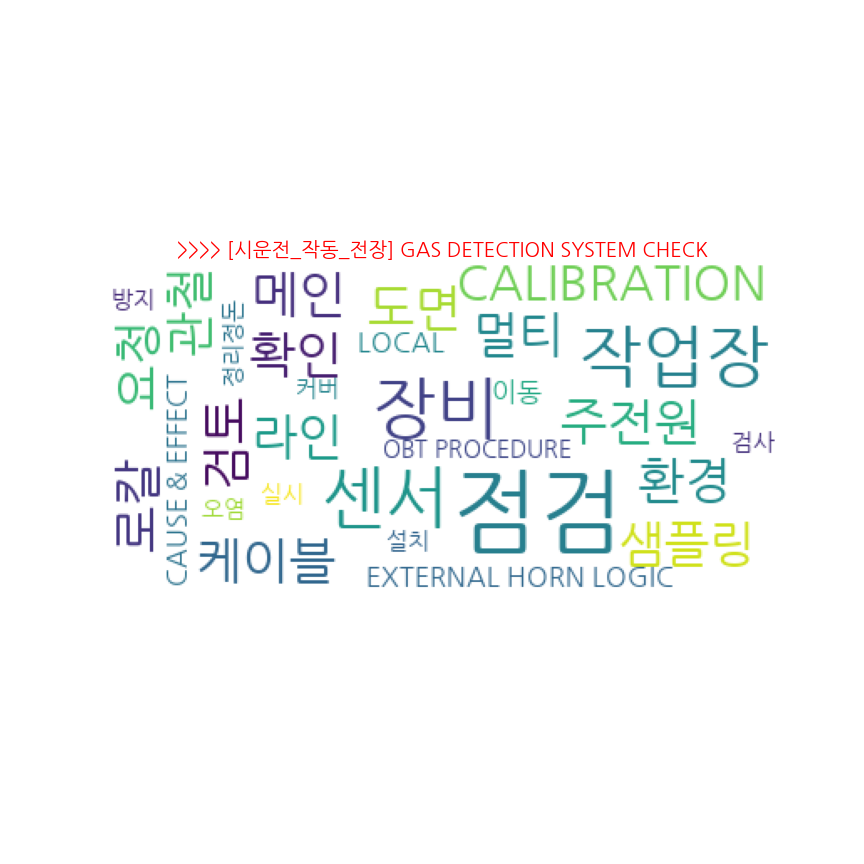 >>>> [시운전_작동_전장] GAS DETECTION SYSTEM CHECK
방지
관철
메인
도면
CALIBRATION
요청
정리정돈
확인
LOCAL
멀티
작업장
CAUSE & EFFECT
커버
장비
이동
검토
라인
OBT PROCEDURE
주전원
검사
로칼
오염
실시
센서
점검
환경
케이블
설치
샘플링
EXTERNAL HORN LOGIC